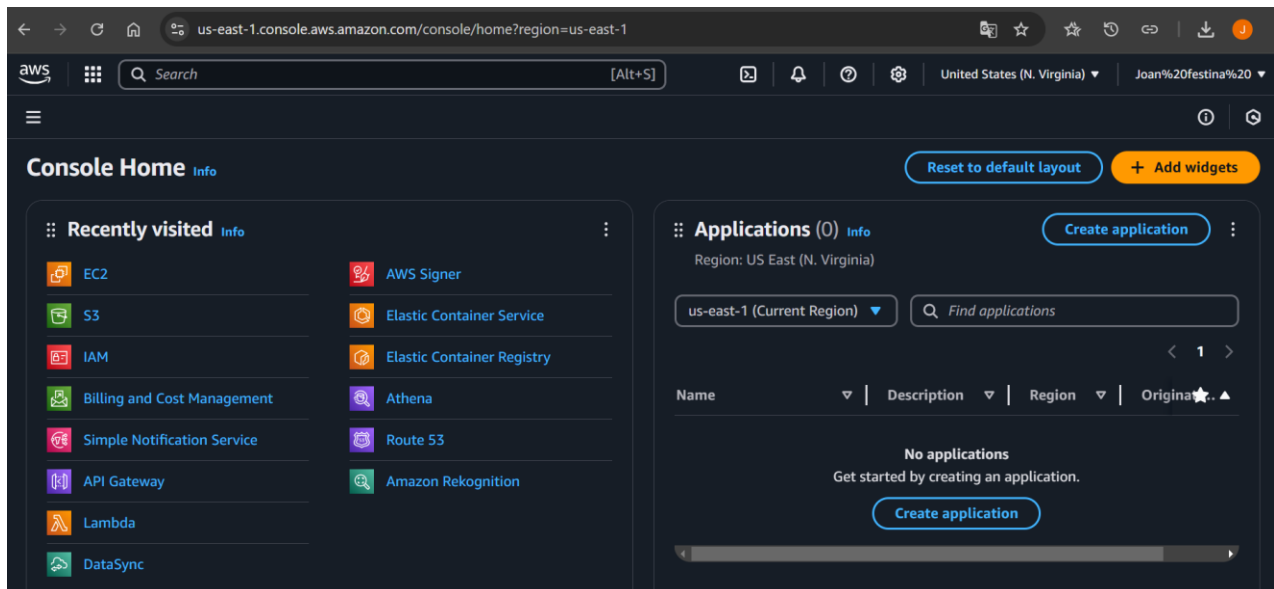 us-east-1.console.aws.amazon.com/console/home?region=us-east-1
J
aws
Search
[Alt+S]
United States (N. Virginia)
Joan%20festina%20
Console Home Info
Reset to default layout
+ Add widgets
Recently visited Info
EC2
S3
IAM
Billing and Cost Management
Simple Notification Service
API Gateway
Lambda
DataSync
AWS Signer
Elastic Container Service
Elastic Container Registry
Athena
Route 53
Amazon Rekognition
Applications (0) Info
Create application
Region: US East (N. Virginia)
us-east-1 (Current Region)
Find applications
1
Name
Description
Region
Origina...
No applications
Get started by creating an application.
Create application